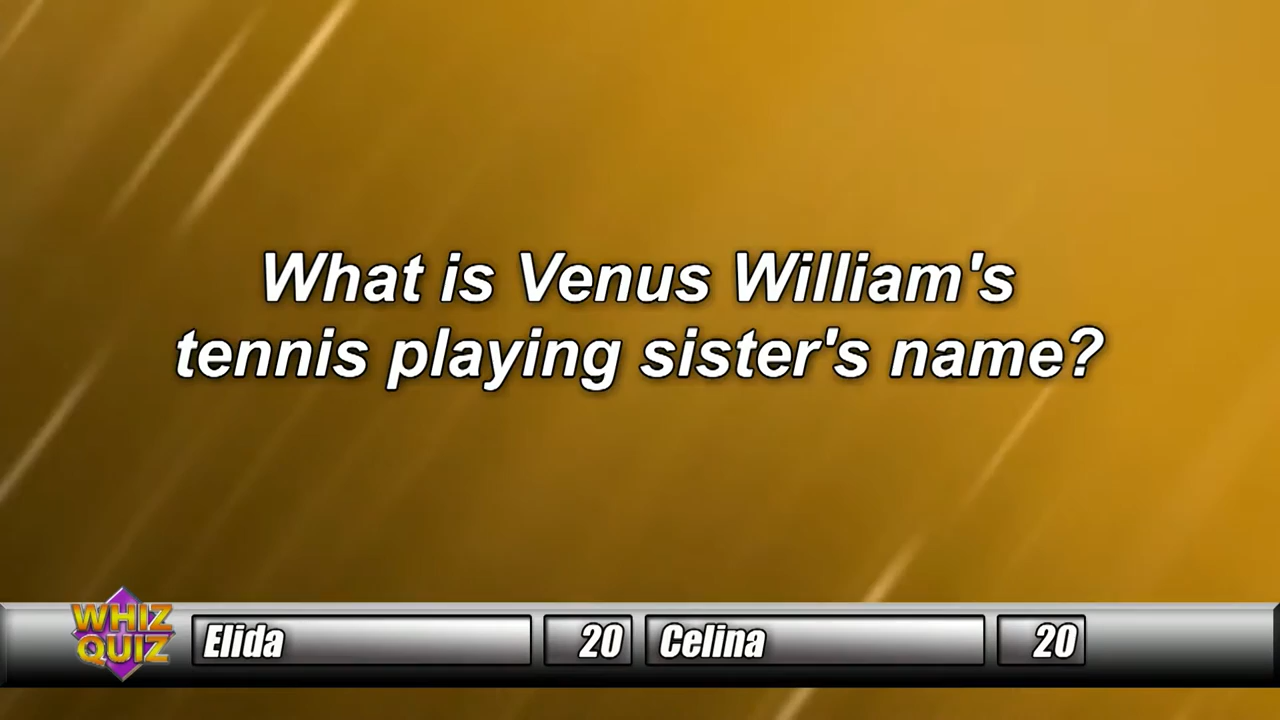 What is Venus William's
tennis playing sister's name?
WHIZ
QUIZ
Elida 20 Celina 20